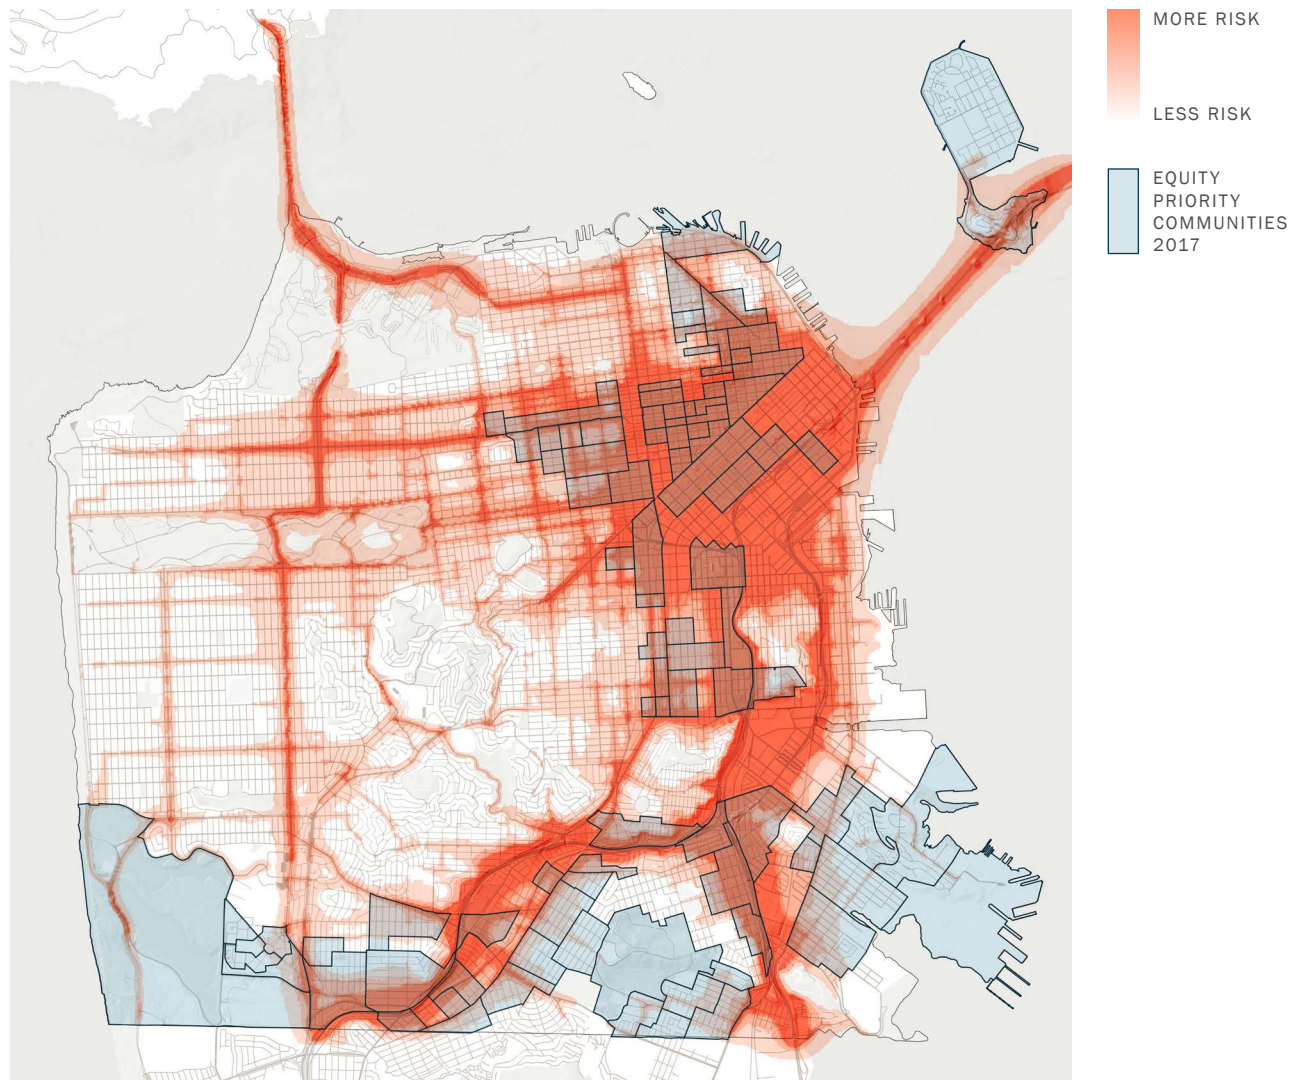 MORE RISK
LESS RISK
EQUITY
PRIORITY
COMMUNITIES
2017